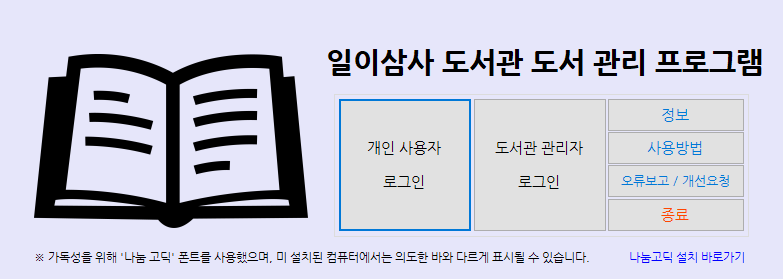 일이삼사 도서관 도서 관리 프로그램
개인 사용자
로그인
도서관 관리자
로그인
정보
사용방법
오류보고 / 개선요청
종료
※ 가독성을 위해 '나눔 고딕' 폰트를 사용했으며, 미 설치된 컴퓨터에서는 의도한 바와 다르게 표시될 수 있습니다.
나눔고딕 설치 바로가기